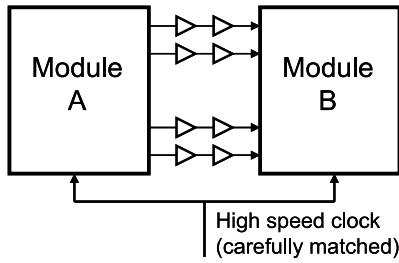 Module
A
Module
B
High speed clock
(carefully matched)